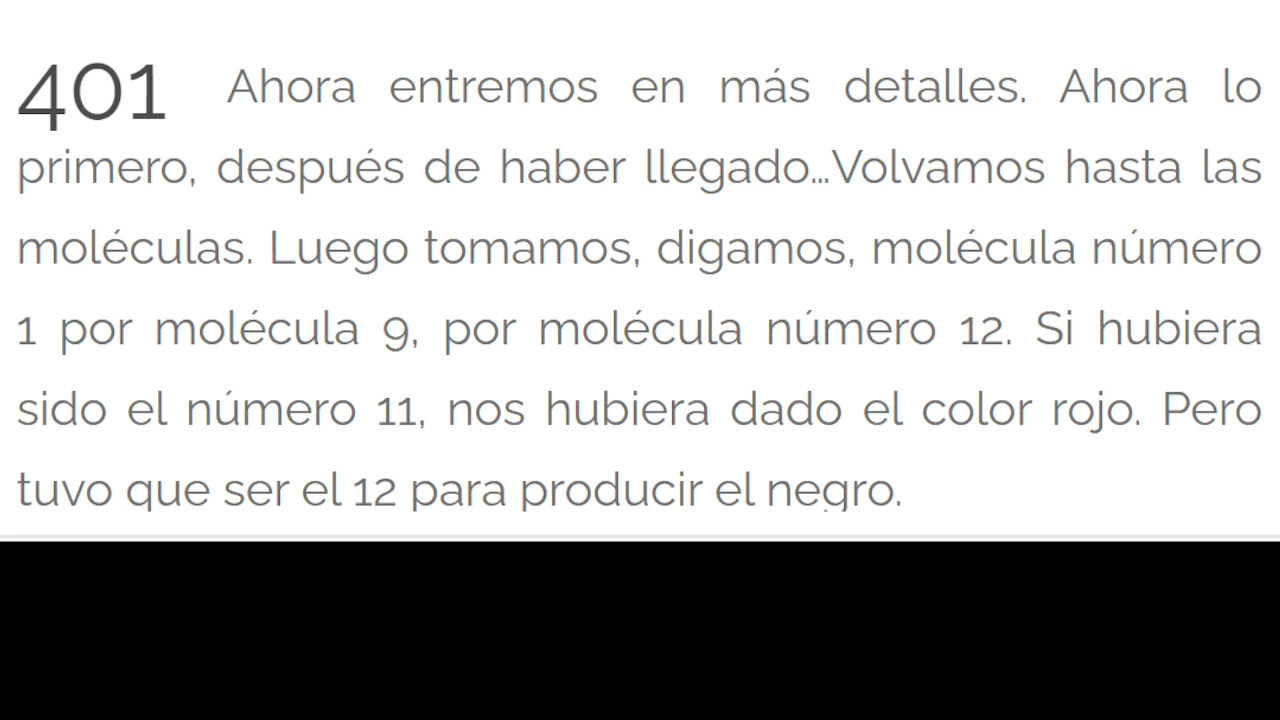 401 Ahora entremos en más detalles. Ahora lo
primero, después de haber llegado...Volvamos hasta las
moléculas. Luego tomamos, digamos, molécula número
1 por molécula 9, por molécula número 12. Si hubiera
sido el número 11, nos hubiera dado el color rojo. Pero
tuvo que ser el 12 para producir el negro.